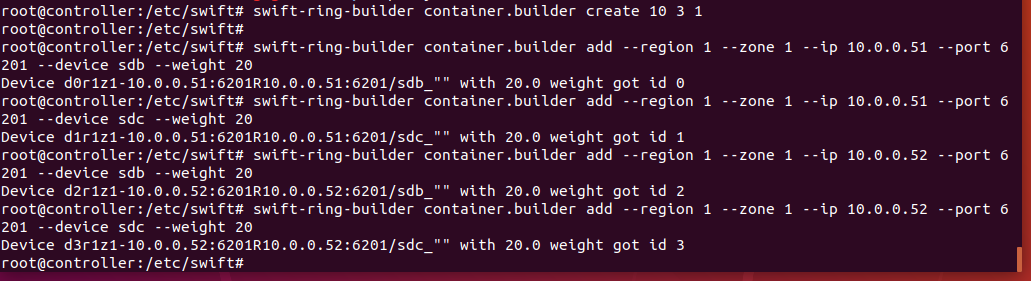 root@controller:/etc/swift# swift-ring-builder container.builder create 10 3 1
root@controller:/etc/swift#
root@controller:/etc/swift# swift-ring-builder container.builder add --region 1 --zone 1 --ip 10.0.0.51 --port 6
201 --device sdb --weight 20
Device d0r1z1-10.0.0.51:6201R10.0.0.51:6201/sdb_"" with 20.0 weight got id 0
root@controller:/etc/swift# swift-ring-builder container.builder add --region 1 --zone 1 --ip 10.0.0.51 --port 6
201 --device sdc --weight 20
Device d1r1z1-10.0.0.51:6201R10.0.0.51:6201/sdc_"" with 20.0 weight got id 1
root@controller:/etc/swift# swift-ring-builder container.builder add --region 1 --zone 1 --ip 10.0.0.52 --port 6
201 --device sdb --weight 20
Device d2r1z1-10.0.0.52:6201R10.0.0.52:6201/sdb_"" with 20.0 weight got id 2
root@controller:/etc/swift# swift-ring-builder container.builder add --region 1 --zone 1 --ip 10.0.0.52 --port 6
201 --device sdc --weight 20
Device d3r1z1-10.0.0.52:6201R10.0.0.52:6201/sdc_"" with 20.0 weight got id 3
root@controller:/etc/swift#